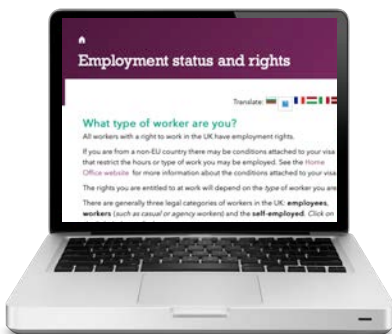 Employment status and rights
Translate:
What type of worker are you?
All workers with a right to work in the UK have employment rights.
If you are from a non-EU country there may be conditions attached to your visa
that restrict the hours or type of work you may be employed. See the Home
Office website for more information about the conditions attached to your visa.
The rights you are entitled to at work will depend on the type of worker you are
There are generally three legal categories of workers in the UK: employees,
workers (such as casual or agency workers) and the self-employed. Click on